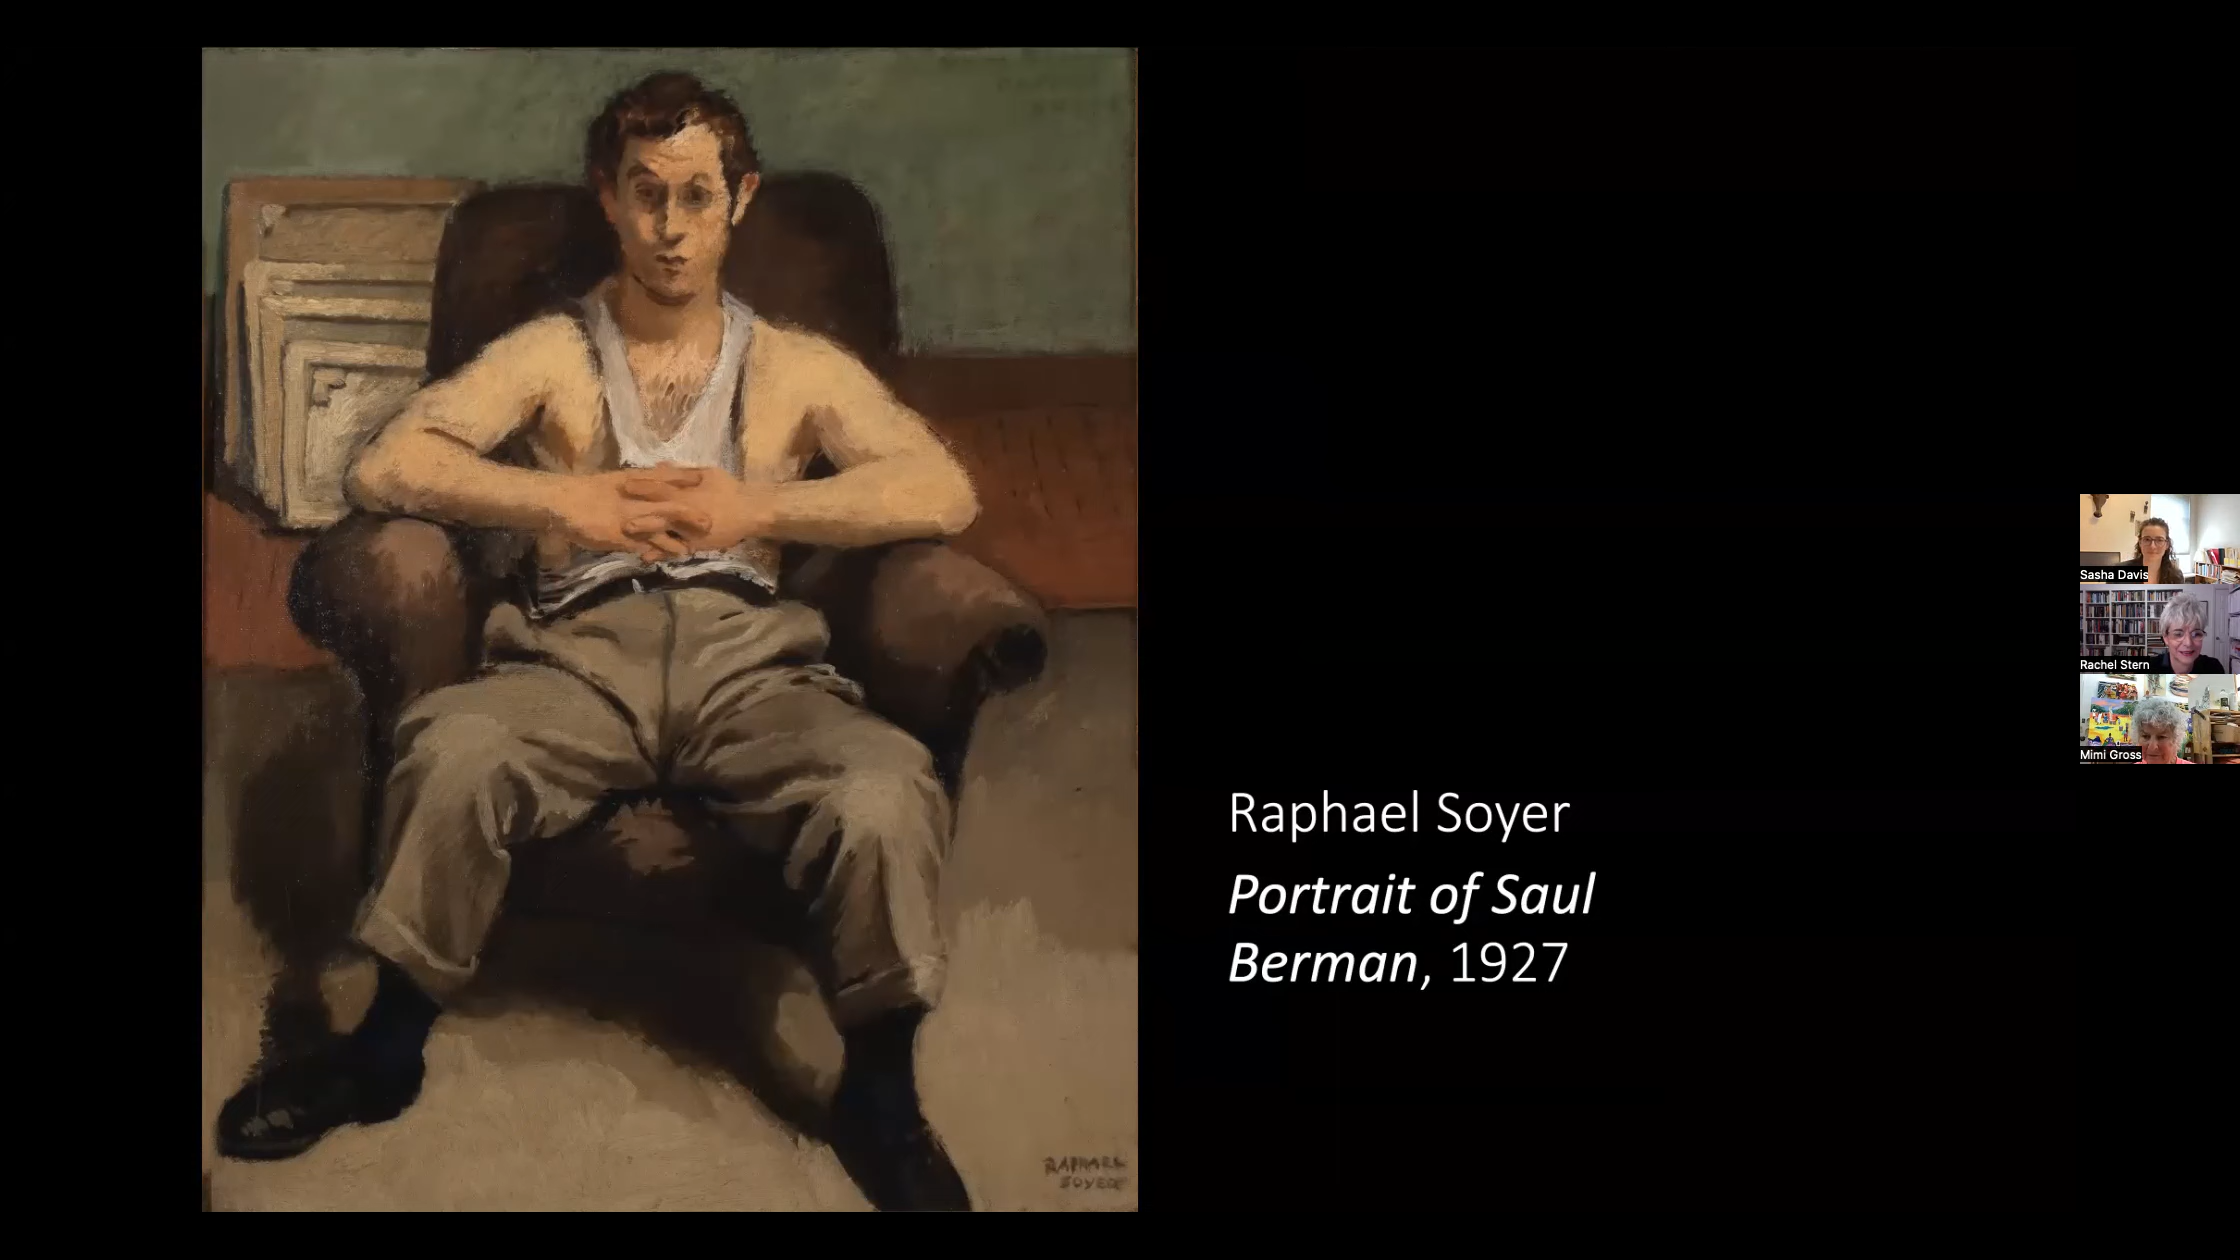 Raphael Soyer
Portrait of Saul
Berman, 1927
RAPHAEL
SOYER
Sasha Davis
Rachel Stern
Mimi Gross